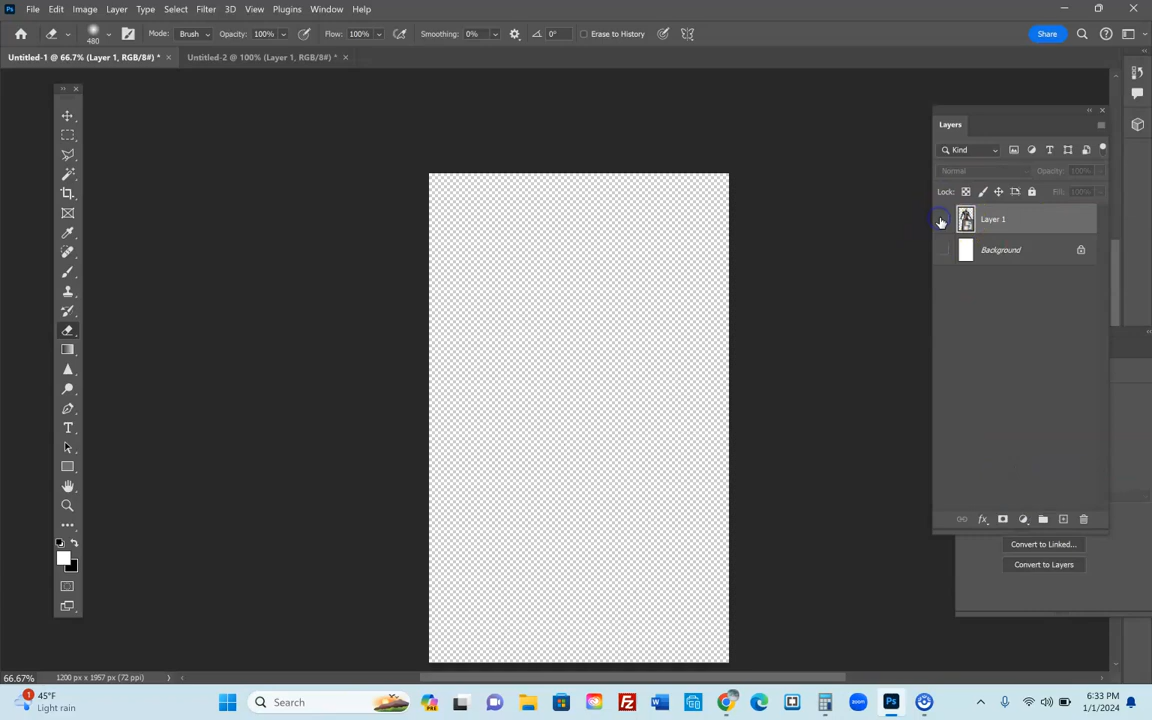 File Edit Image Layer Type Select Filter 3D View Plugins Window Help
480 Mode: Brush Opacity: 100% Flow: 100% Smoothing: 0% 0° Erase to History Share
Untitled-1 @ 66.7% (Layer 1, RGB/8#) * × Untitled-2 @ 100% (Layer 1, RGB/8#) * ×
Layers
Kind
Normal Opacity: 100%
Lock: Fill: 100%
Layer 1
Background
fx
Convert to Linked...
Convert to Layers
66.67% 1200 px x 1957 px (72 ppi)
1 45°F
Light rain
Search
6:33 PM
1/1/2024